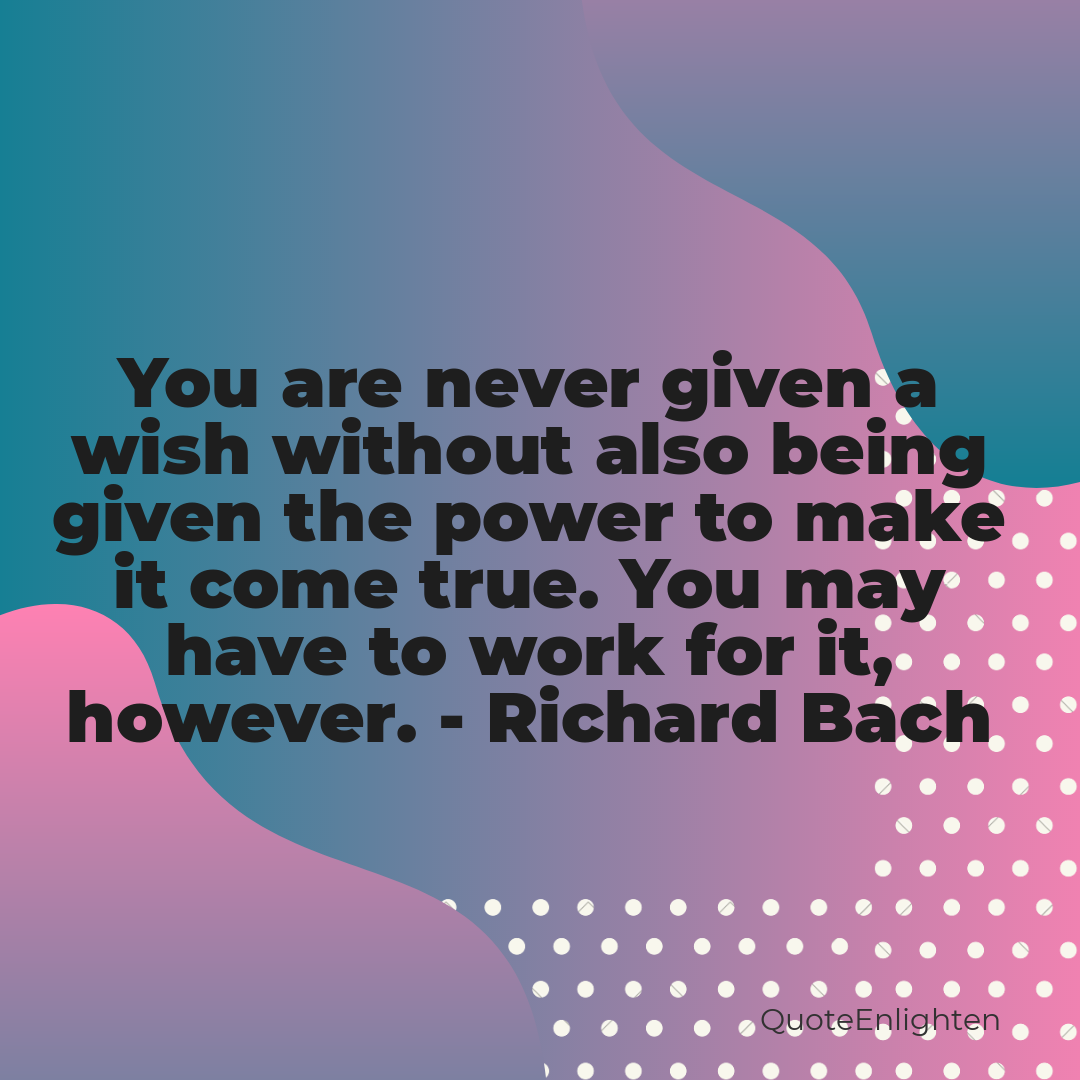 You are never given a
wish without also being
given the power to make
it come true. You may
have to work for it,
however. - Richard Bach
QuoteEnlighten